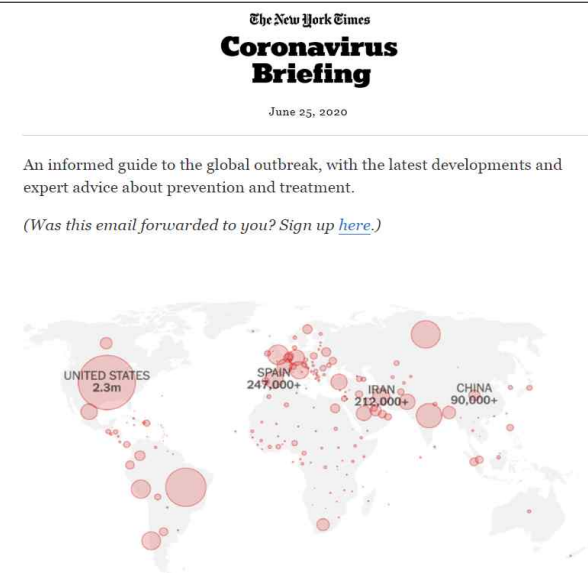 The New York Times
Coronavirus
Briefing
June 25, 2020
An informed guide to the global outbreak, with the latest developments and
expert advice about prevention and treatment.
(Was this email forwarded to you? Sign up here.)
UNITED STATES
2.3m
SPAIN
247,000+
IRAN
212,000+
CHINA
90,000+